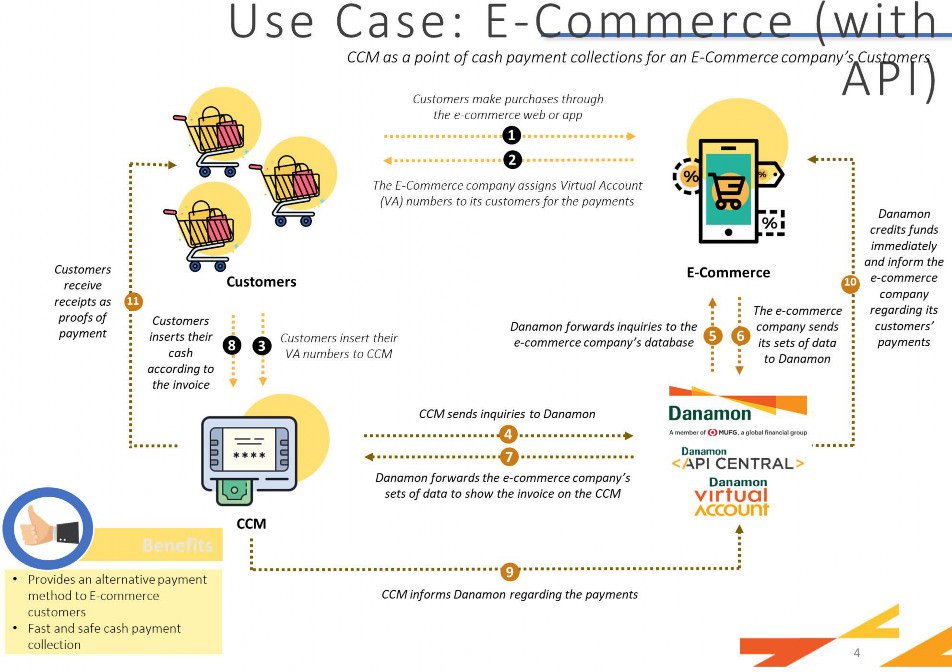 Use Case: E-Commerce (with
API)
CCM as a point of cash payment collections for an E-Commerce company's Customers
Customers make purchases through
the e-commerce web or app
1
2
The E-Commerce company assigns Virtual Account
(VA) numbers to its customers for the payments
%
%
%
Customers
E-Commerce
Customers
receive
receipts as
proofs of
payment
11
Customers
inserts their
cash
according to
the invoice
8
3
Customers insert their
VA numbers to CCM
Danamon forwards inquiries to the
e-commerce company's database
5
6
The e-commerce
company sends
its sets of data
to Danamon
10
Danamon
credits funds
immediately
and inform the
e-commerce
company
regarding its
customers'
payments
CCM sends inquiries to Danamon
4
7
Danamon forwards the e-commerce company's
sets of data to show the invoice on the CCM
****
CCM
Danamon
A member of MUFG, a global financial group
Danamon
<API CENTRAL>
Danamon
virtual
ACCOUNT
9
CCM informs Danamon regarding the payments
Benefits
• Provides an alternative payment
method to E-commerce
customers
• Fast and safe cash payment
collection
4